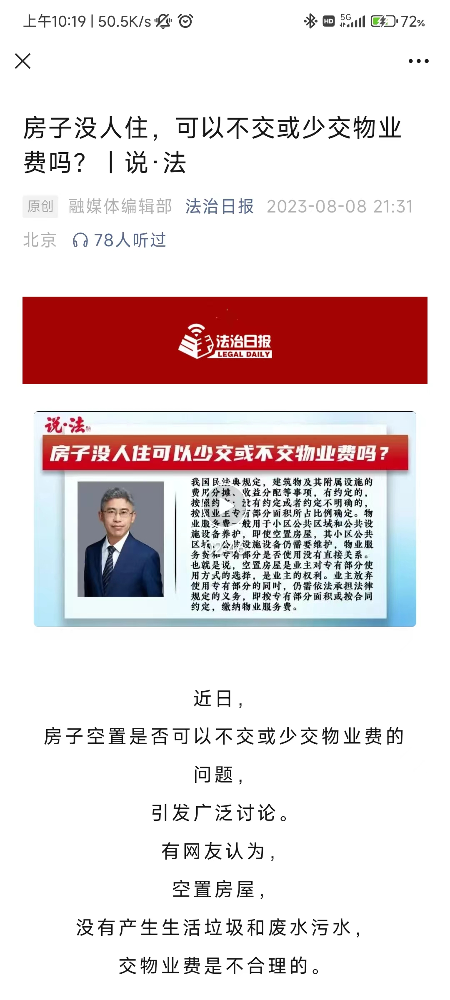 上午10:19 | 50.5K/s
HD 5G 72%
房子没人住，可以不交或少交物业
费吗？丨说·法
原创 融媒体编辑部 法治日报 2023-08-08 21:31
北京 78人听过
法治日报
LEGAL DAILY
说·法
房子没人住可以少交或不交物业费吗？
我国民法典规定，建筑物及其附属设施的
费用分摊、收益分配等事项，有约定的，
按照约定；没有约定或者约定不明确的，
按照业主专有部分面积所占比例确定。物
业服务费一般用于小区公共区域和公共设
施设备养护，即使空置房屋，其小区公共
区域、公共设施设备仍需要维护，物业服
务费和专有部分是否使用没有直接关系。
也就是说，空置房屋是业主对专有部分使
用方式的选择，是业主的权利。业主放弃
使用专有部分的同时，仍需依法承担法律
规定的义务，即按专有部分面积或按合同
约定，缴纳物业服务费。
02:46
近日，
房子空置是否可以不交或少交物业费的
问题，
引发广泛讨论。
有网友认为，
空置房屋，
没有产生生活垃圾和废水污水，
交物业费是不合理的。